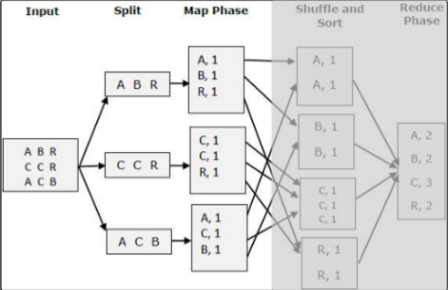 Input
Split
Map Phase
Shuffle and
Sort
Reduce
Phase
A B R
C C R
A C B
A B R
C C R
A C B
A, 1
B, 1
R, 1
C, 1
C, 1
R, 1
A, 1
C, 1
B, 1
A, 1
A, 1
B, 1
B, 1
C, 1
C, 1
C, 1
R, 1
R, 1
A, 2
B, 2
C, 3
R, 2